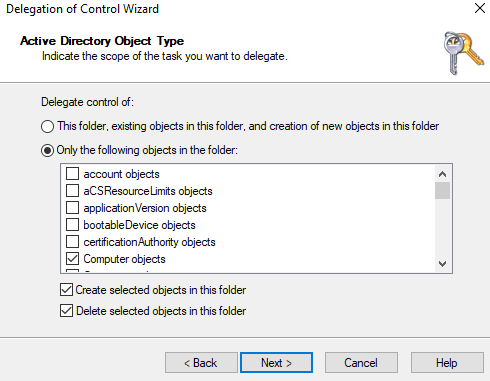 Delegation of Control Wizard
Active Directory Object Type
Indicate the scope of the task you want to delegate.
Delegate control of:
This folder, existing objects in this folder, and creation of new objects in this folder
Only the following objects in the folder:
account objects
aCSResourceLimits objects
applicationVersion objects
bootableDevice objects
certificationAuthority objects
Computer objects
Create selected objects in this folder
Delete selected objects in this folder
< Back
Next >
Cancel
Help